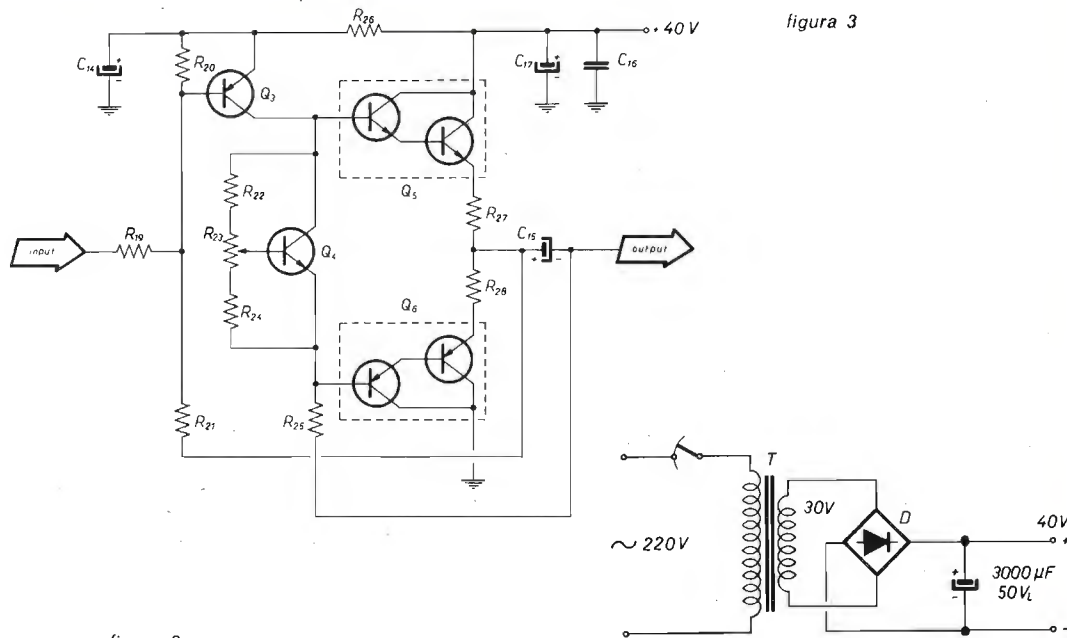 figura 3
R26
+ 40V
C14
+
-
R20
Q3
C17
+
-
C16
Q5
R22
R27
input
R19
R23
Q4
C15
+
output
R28
R24
Q6
R21
R25
T
30V
D
40V
+
~ 220V
+
-
3000 µF
50VL
-